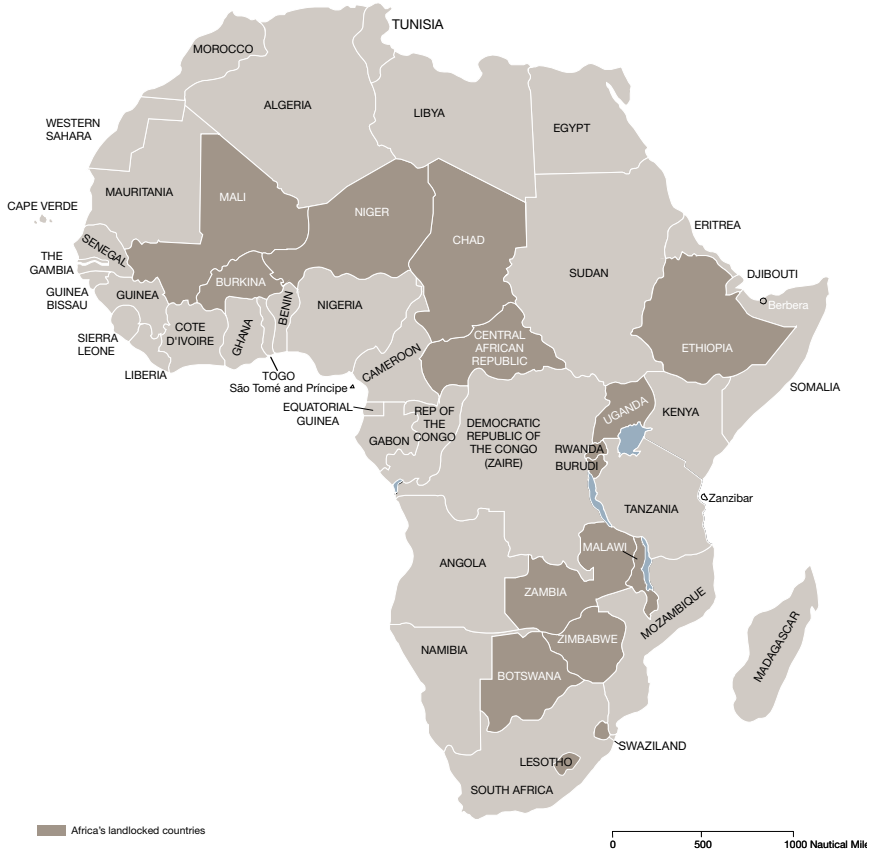 TUNISIA
MOROCCO
ALGERIA
LIBYA
EGYPT
WESTERN
SAHARA
MAURITANIA
MALI
NIGER
CHAD
CAPE VERDE
SENEGAL
ERITREA
SUDAN
THE
GAMBIA
DJIBOUTI
BURKINA
GUINEA
BISSAU
GUINEA
NIGERIA
BENIN
Berbera
COTE
D'IVOIRE
GHANA
SIERRA
LEONE
CENTRAL
AFRICAN
REPUBLIC
ETHIOPIA
CAMEROON
LIBERIA
TOGO
São Tomé and Príncipe
SOMALIA
EQUATORIAL
GUINEA
REP OF
THE
CONGO
UGANDA
KENYA
GABON
DEMOCRATIC
REPUBLIC OF
THE CONGO
(ZAIRE)
RWANDA
BURUDI
Zanzibar
TANZANIA
MALAWI
ANGOLA
ZAMBIA
MOZAMBIQUE
MADAGASCAR
ZIMBABWE
NAMIBIA
BOTSWANA
SWAZILAND
LESOTHO
SOUTH AFRICA
Africa's landlocked countries
0 500 1000 Nautical Mile